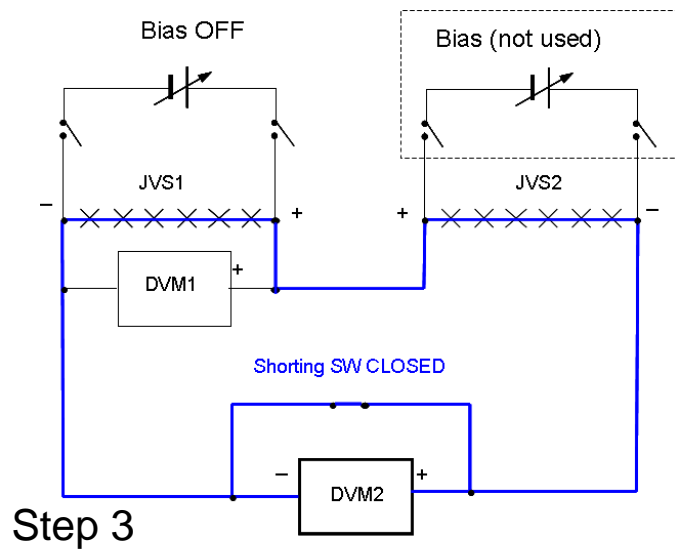 Bias OFF
Bias (not used)
JVS1
JVS2
− + + −
DVM1 +
Shorting SW CLOSED
− DVM2 +
Step 3